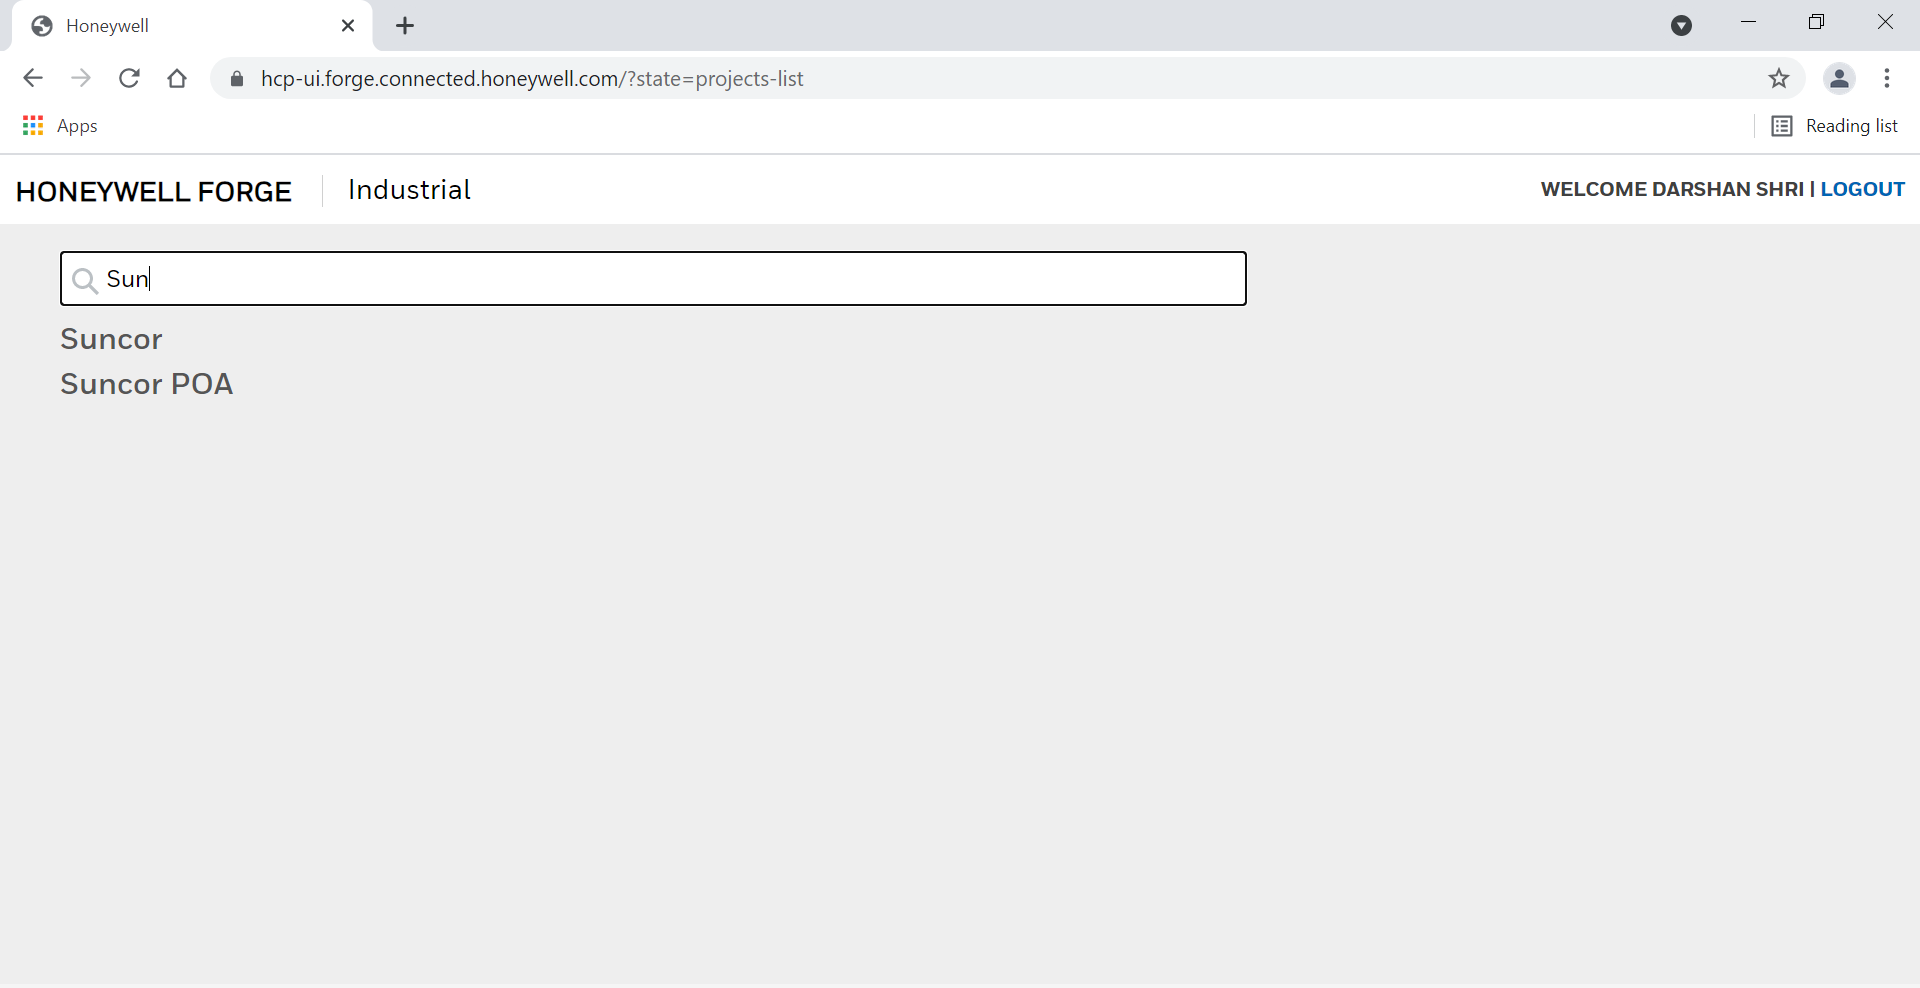 Honeywell
hcp-ui.forge.connected.honeywell.com/?state=projects-list
Apps
Reading list
HONEYWELL FORGE
Industrial
WELCOME DARSHAN SHRI | LOGOUT
Sun
Suncor
Suncor POA